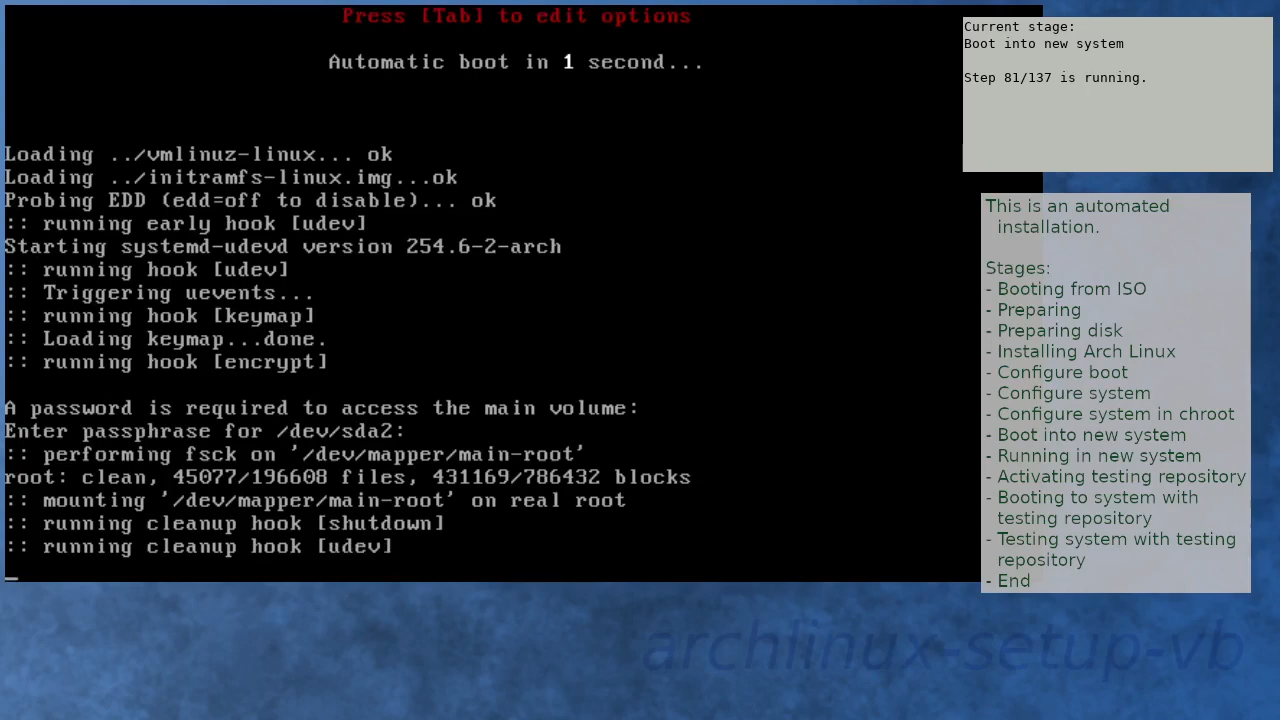 Press [Tab] to edit options
Automatic boot in 1 second...
Loading ../vmlinuz-linux... ok
Loading ../initramfs-linux.img...ok
Probing EDD (edd=off to disable)... ok
:: running early hook [udev]
Starting systemd-udevd version 254.6-2-arch
:: running hook [udev]
:: Triggering uevents...
:: running hook [keymap]
:: Loading keymap...done.
:: running hook [encrypt]
A password is required to access the main volume:
Enter passphrase for /dev/sda2:
:: performing fsck on '/dev/mapper/main-root'
root: clean, 45077/196608 files, 431169/786432 blocks
:: mounting '/dev/mapper/main-root' on real root
:: running cleanup hook [shutdown]
:: running cleanup hook [udev]
Current stage:
Boot into new system
Step 81/137 is running.
This is an automated
installation.
Stages:
- Booting from ISO
- Preparing
- Preparing disk
- Installing Arch Linux
- Configure boot
- Configure system
- Configure system in chroot
- Boot into new system
- Running in new system
- Activating testing repository
- Booting to system with
testing repository
- Testing system with testing
repository
- End
archlinux-setup-vb